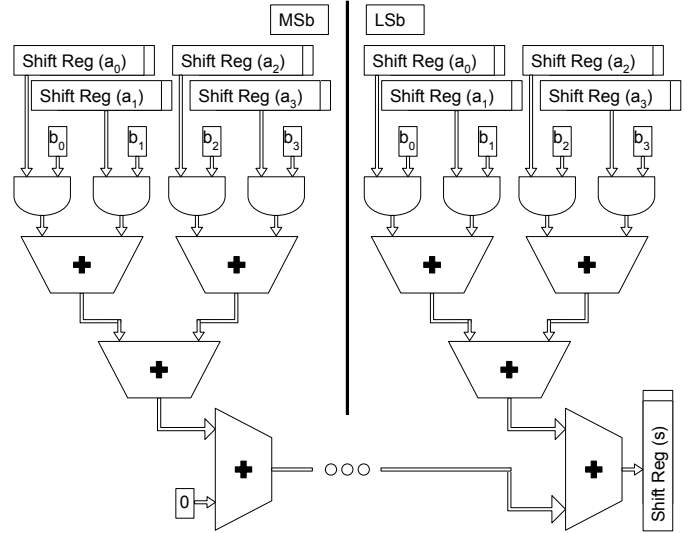 MSb LSb
Shift Reg (a₀) Shift Reg (a₂) Shift Reg (a₀) Shift Reg (a₂)
Shift Reg (a₁) Shift Reg (a₃) Shift Reg (a₁) Shift Reg (a₃)
b₀ b₁ b₂ b₃ b₀ b₁ b₂ b₃
+ + + +
+ +
+ +
0
Shift Reg (s)